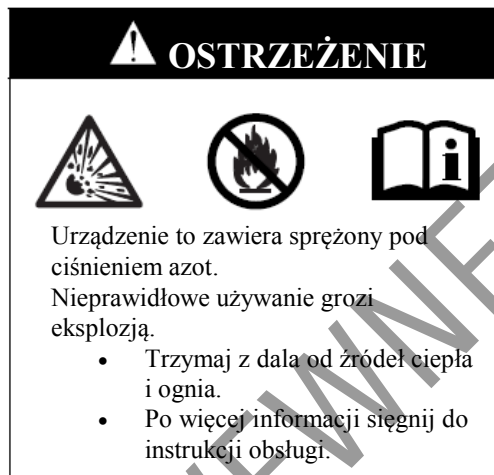 OSTRZEŻENIE
Urządzenie to zawiera sprężony pod
ciśnieniem azot.
Nieprawidłowe używanie grozi
eksplozją.
• Trzymaj z dala od źródeł ciepła
i ognia.
• Po więcej informacji sięgnij do
instrukcji obsługi.